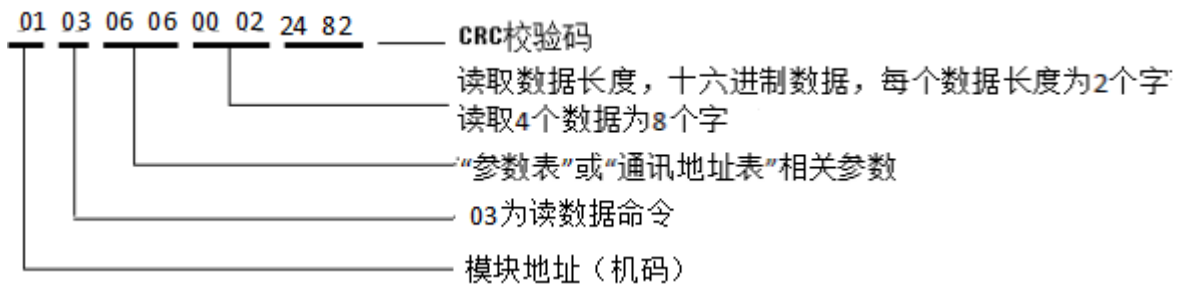 01 03 06 06 00 02 24 82
CRC校验码
读取数据长度，十六进制数据，每个数据长度为2个字
读取4个数据为8个字
“参数表”或“通讯地址表”相关参数
03为读数据命令
模块地址（机码）